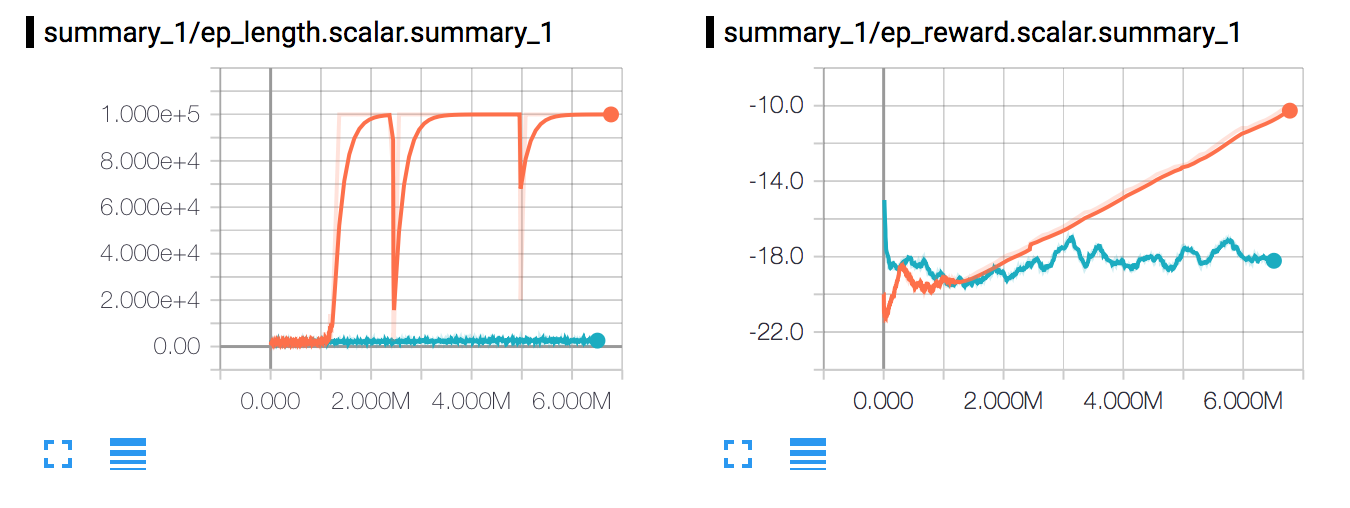 summary_1/ep_length.scalar.summary_1
1.000e+5
8.000e+4
6.000e+4
4.000e+4
2.000e+4
0.00
0.000 2.000M 4.000M 6.000M
summary_1/ep_reward.scalar.summary_1
-10.0
-14.0
-18.0
-22.0
0.000 2.000M 4.000M 6.000M